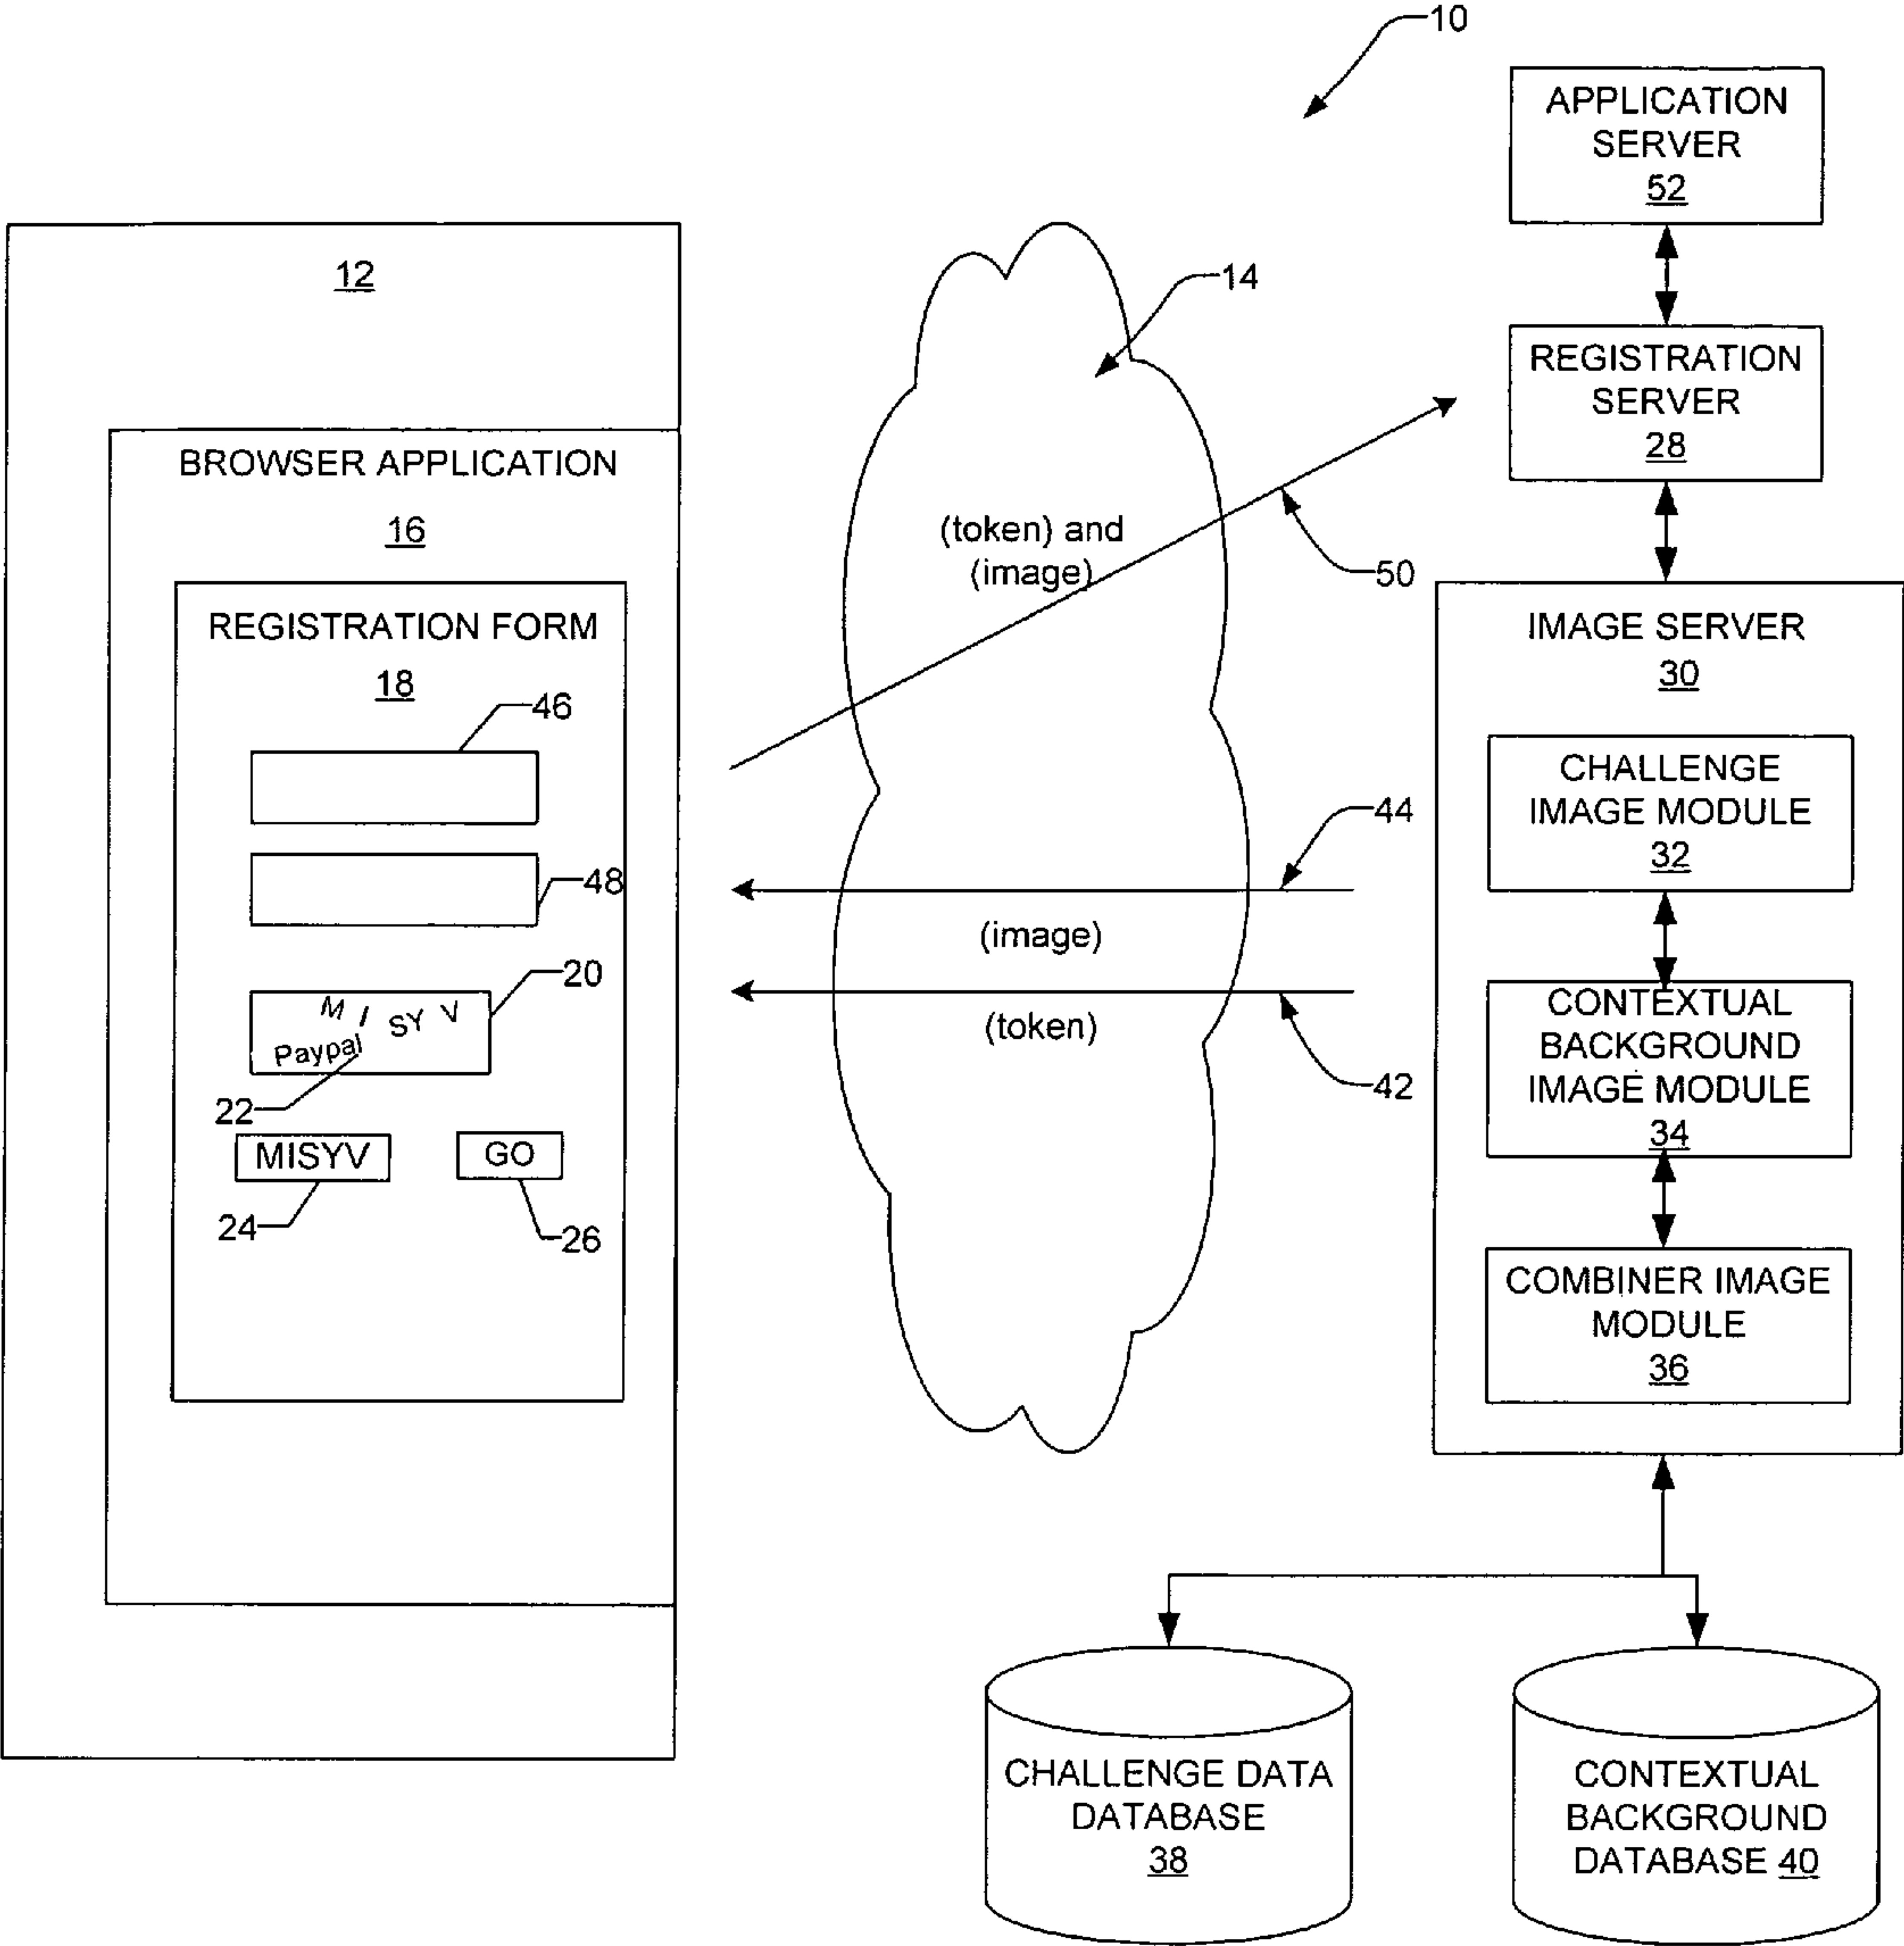 10
APPLICATION
SERVER
52
12
14
REGISTRATION
SERVER
28
BROWSER APPLICATION
16
(token) and
(image)
50
REGISTRATION FORM
18
46
48
20
M I SY V
Paypal
22
MISYV
GO
24
26
44
(image)
(token)
42
IMAGE SERVER
30
CHALLENGE
IMAGE MODULE
32
CONTEXTUAL
BACKGROUND
IMAGE MODULE
34
COMBINER IMAGE
MODULE
36
CHALLENGE DATA
DATABASE
38
CONTEXTUAL
BACKGROUND
DATABASE 40